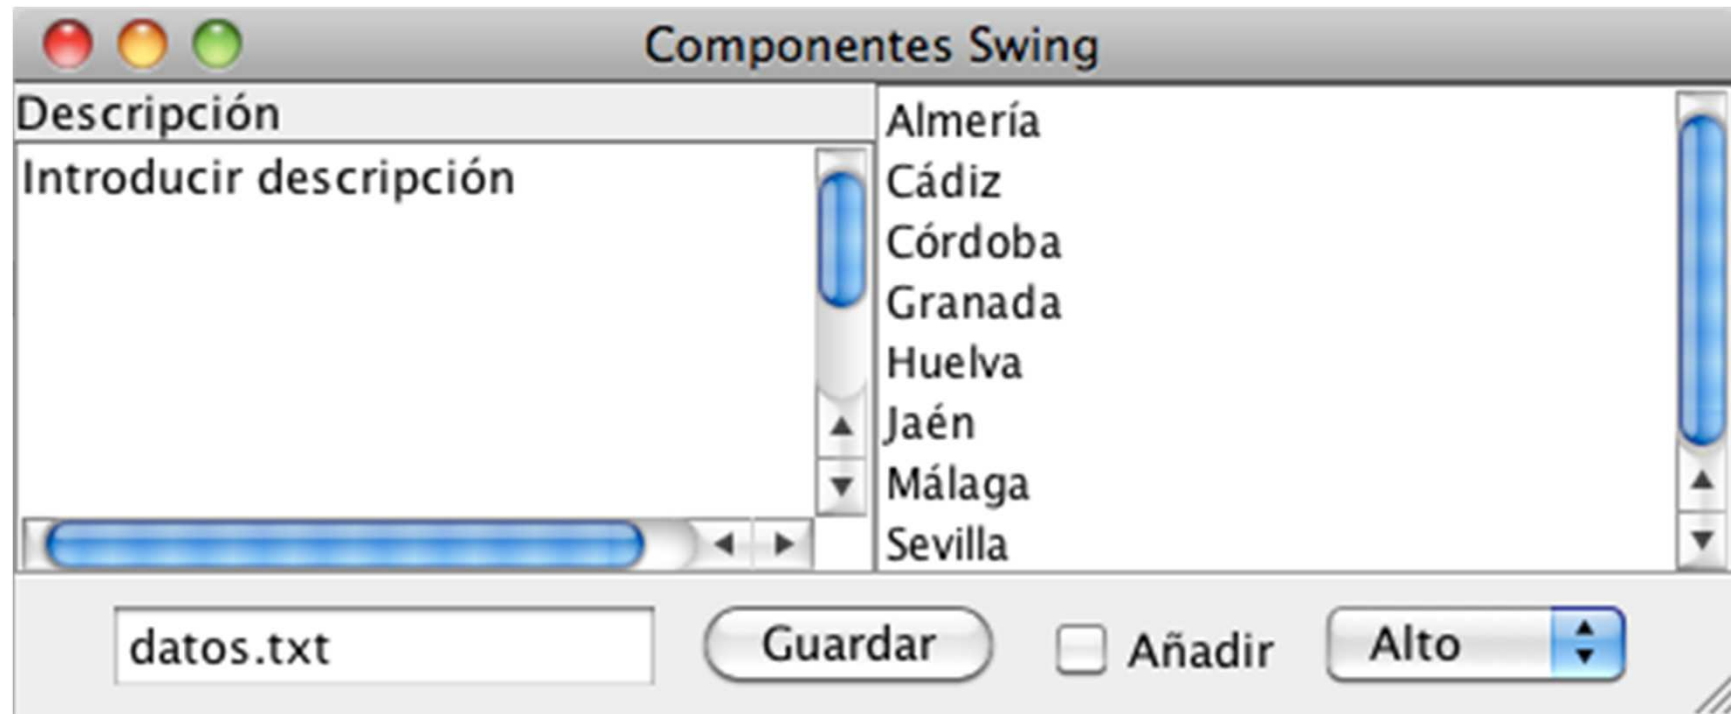 Componentes Swing
Descripción
Introducir descripción
Almería
Cádiz
Córdoba
Granada
Huelva
Jaén
Málaga
Sevilla
datos.txt
Guardar
Añadir
Alto